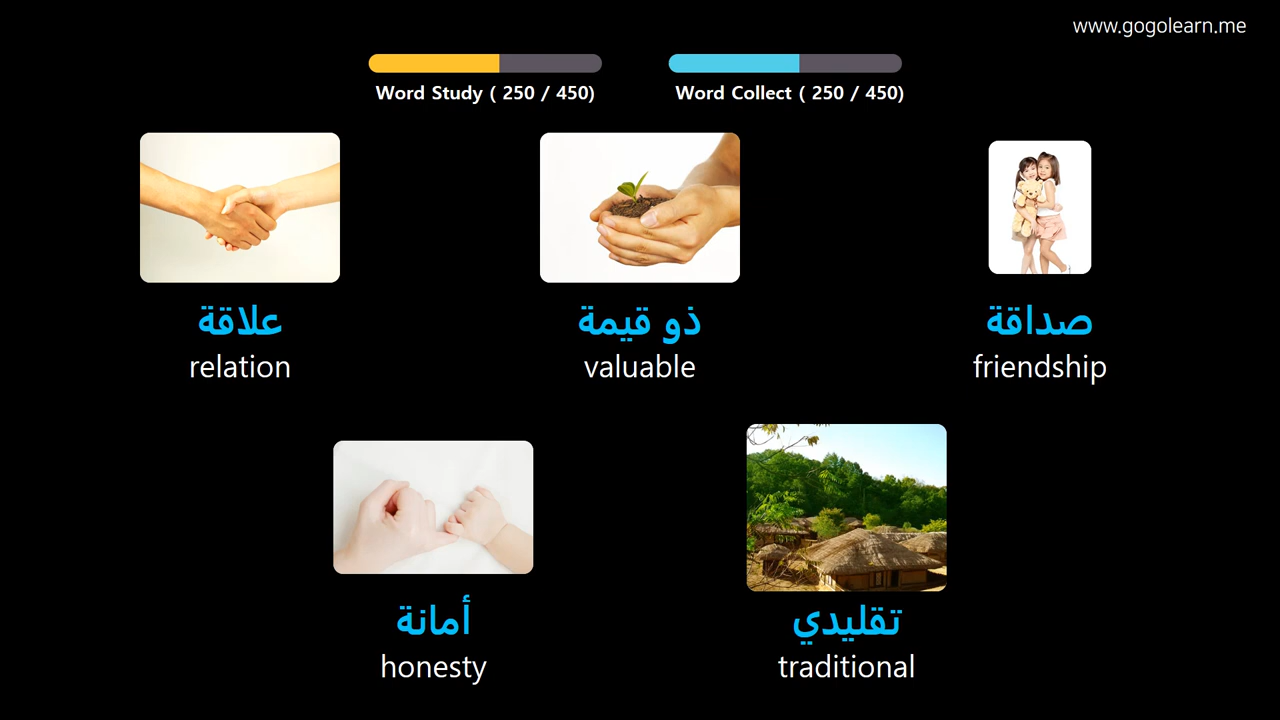 www.gogolearn.me
Word Study ( 250 / 450)
Word Collect ( 250 / 450)
علاقة
relation
ذو قيمة
valuable
صداقة
friendship
أمانة
honesty
تقليدي
traditional